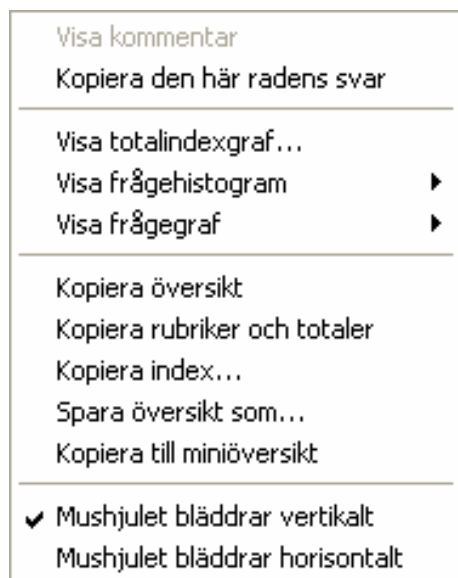 Visa kommentar
Kopiera den här radens svar
Visa totalindexgraf...
Visa frågehistogram
Visa frågegraf
Kopiera översikt
Kopiera rubriker och totaler
Kopiera index...
Spara översikt som...
Kopiera till miniöversikt
Mushjulet bläddrar vertikalt
Mushjulet bläddrar horisontalt